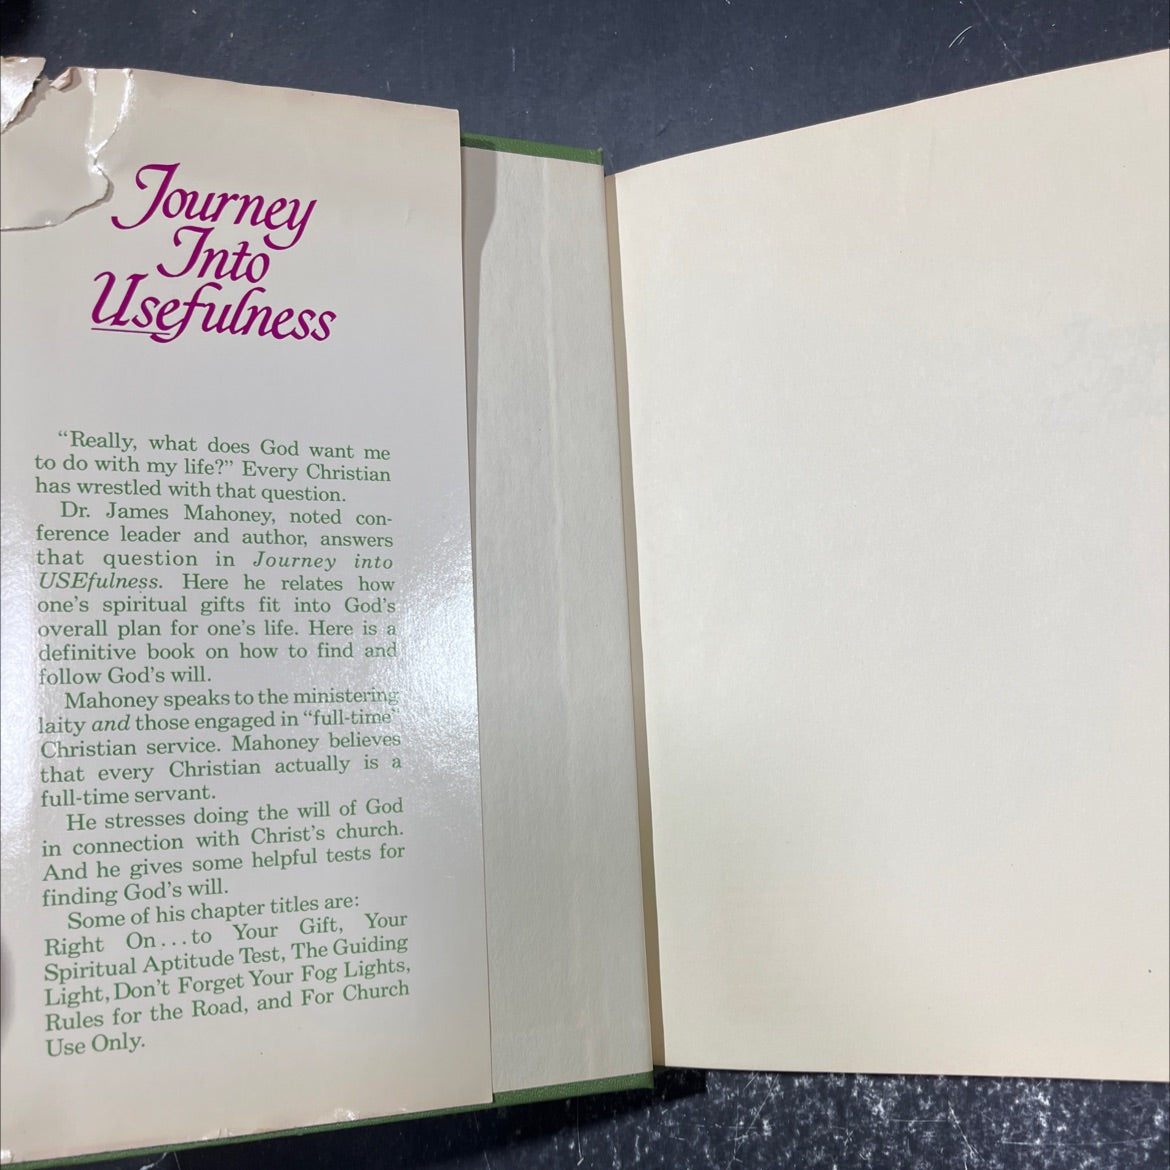 Journey
Into
Usefulness
“Really, what does God want me
to do with my life?” Every Christian
has wrestled with that question.
Dr. James Mahoney, noted con-
ference leader and author, answers
that question in Journey into
USEfulness. Here he relates how
one’s spiritual gifts fit into God’s
overall plan for one’s life. Here is a
definitive book on how to find and
follow God’s will.
Mahoney speaks to the ministering
laity and those engaged in “full-time”
Christian service. Mahoney believes
that every Christian actually is a
full-time servant.
He stresses doing the will of God
in connection with Christ’s church.
And he gives some helpful tests for
finding God’s will.
Some of his chapter titles are:
Right On...to Your Gift, Your
Spiritual Aptitude Test, The Guiding
Light, Don’t Forget Your Fog Lights,
Rules for the Road, and For Church
Use Only.